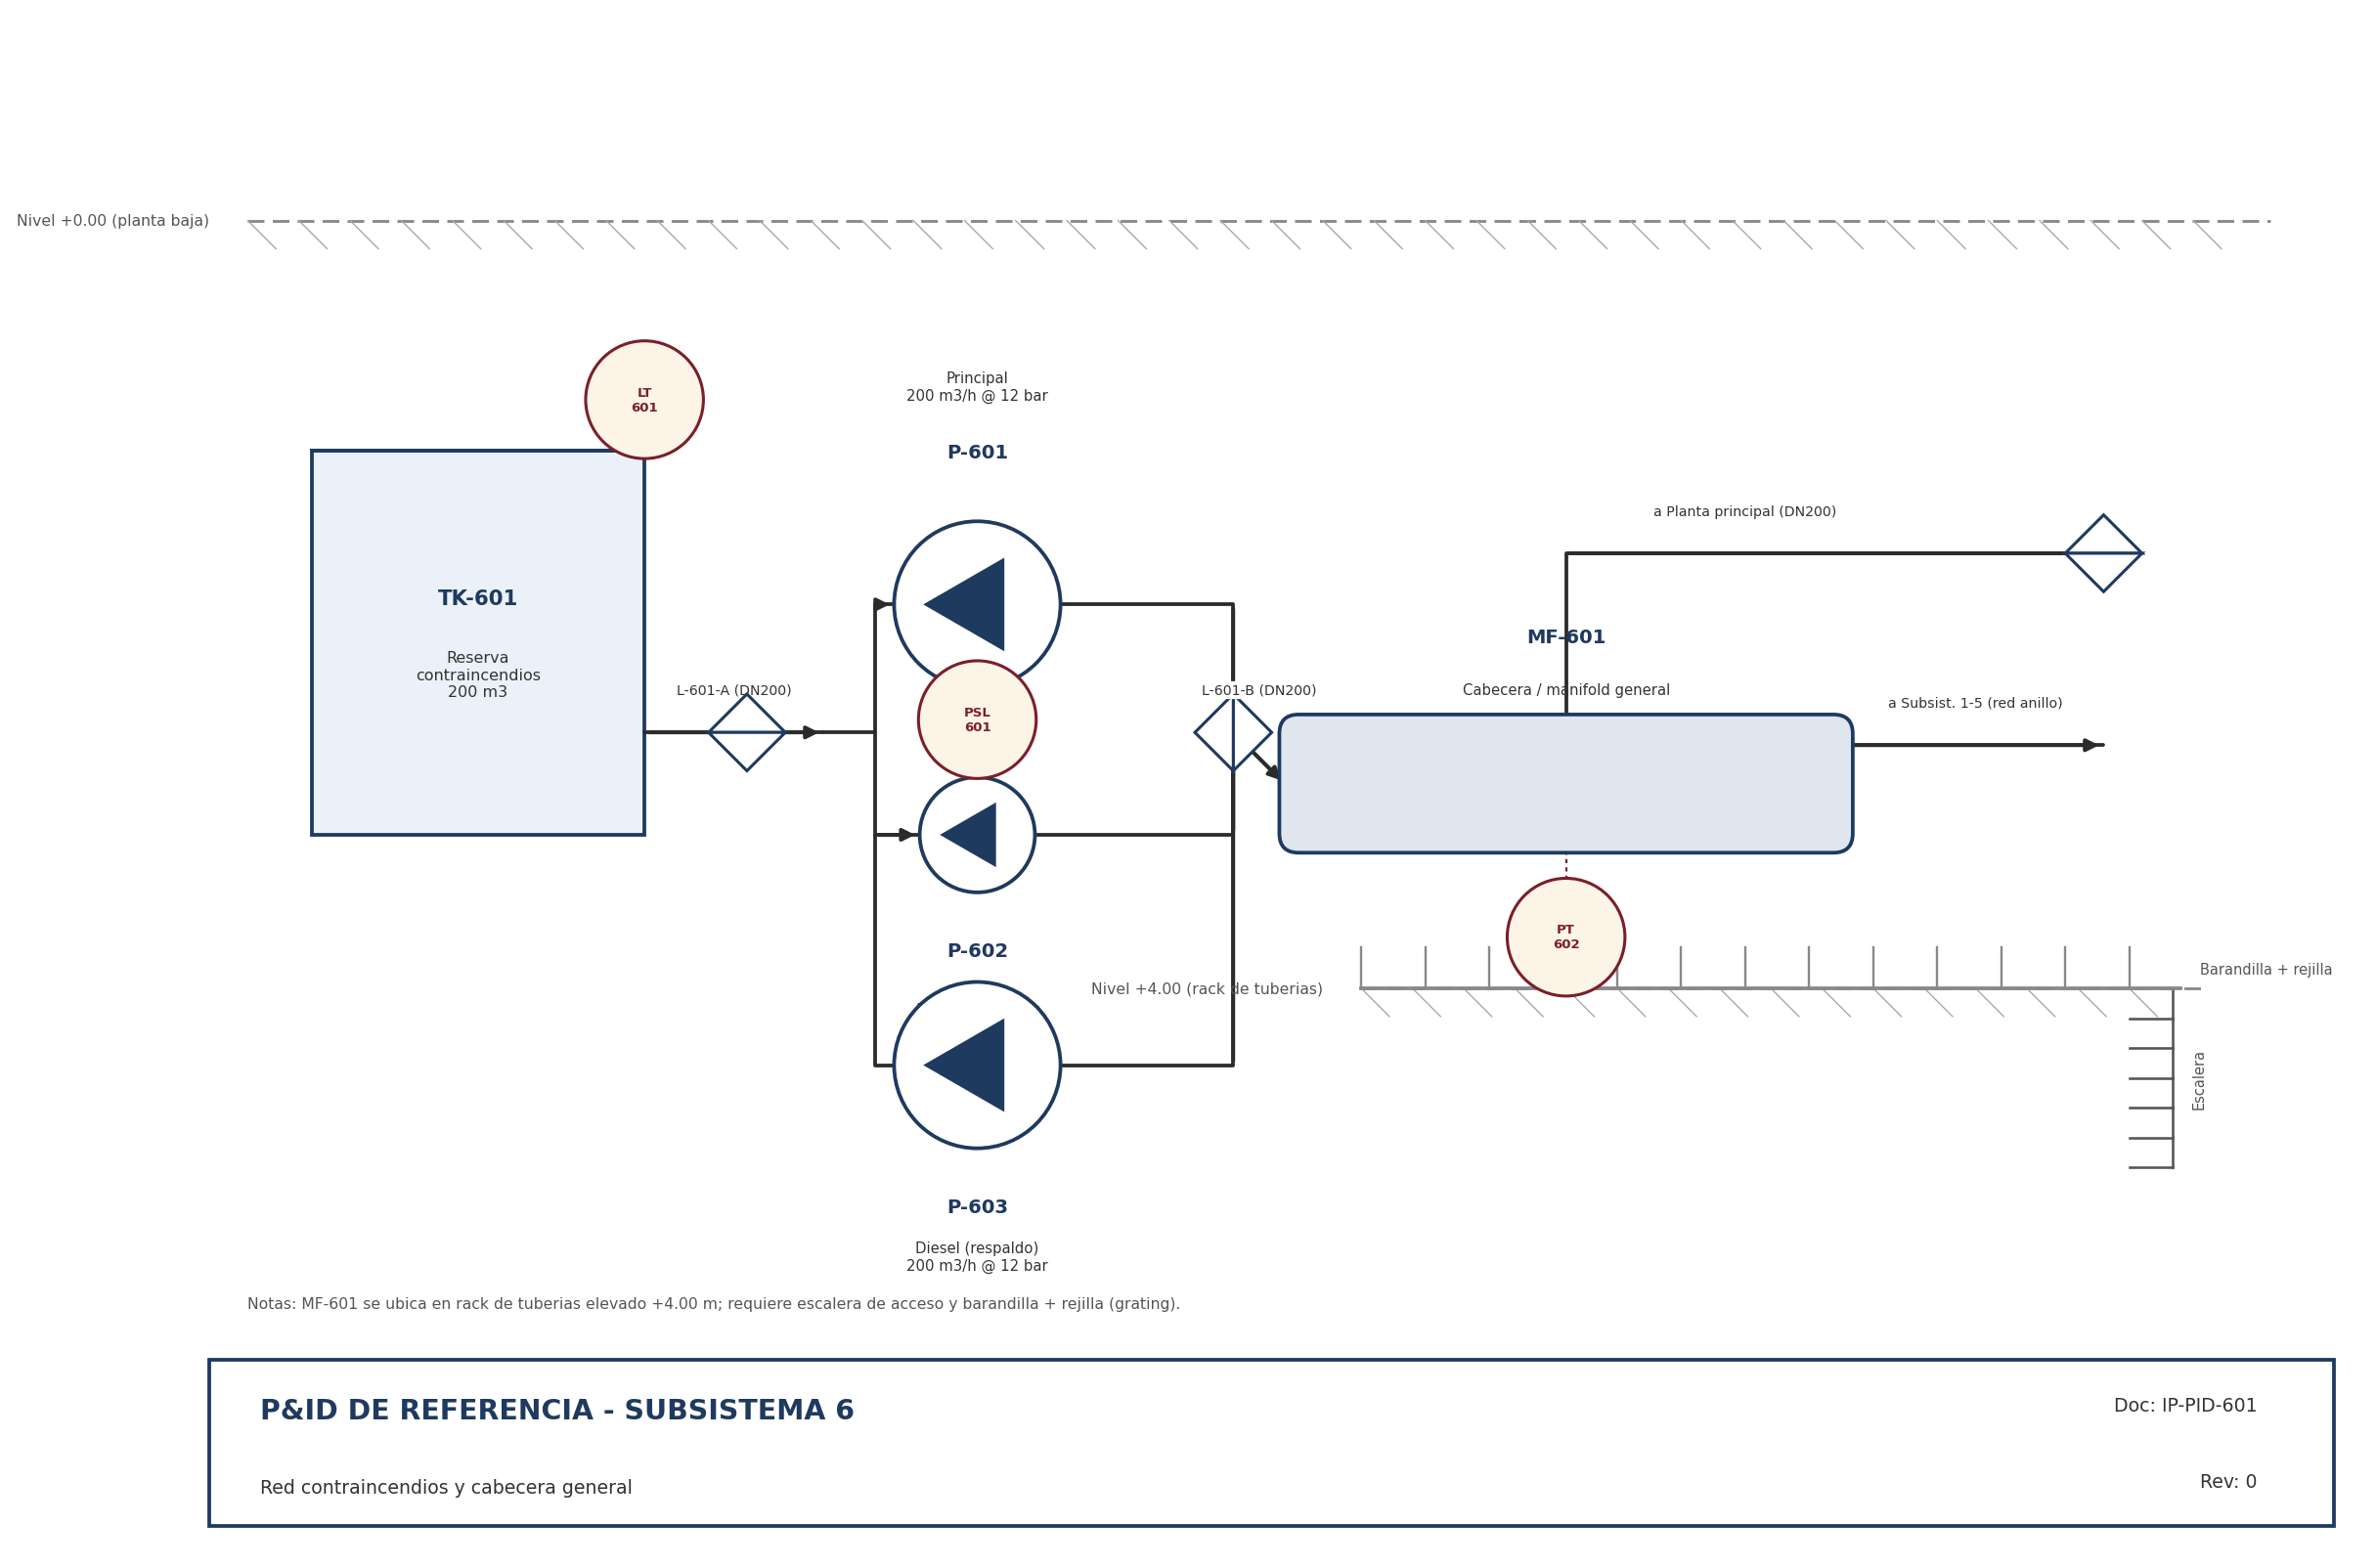 Nivel +0.00 (planta baja)
LT
601
Principal
200 m3/h @ 12 bar
P-601
a Planta principal (DN200)
TK-601
Reserva
contraincendios
200 m3
MF-601
L-601-A (DN200)
PSL
601
L-601-B (DN200)
Cabecera / manifold general
a Subsist. 1-5 (red anillo)
PT
602
P-602
Nivel +4.00 (rack de tuberias)
Barandilla + rejilla
Escalera
P-603
Diesel (respaldo)
200 m3/h @ 12 bar
Notas: MF-601 se ubica en rack de tuberias elevado +4.00 m; requiere escalera de acceso y barandilla + rejilla (grating).
P&ID DE REFERENCIA - SUBSISTEMA 6
Doc: IP-PID-601
Red contraincendios y cabecera general
Rev: 0